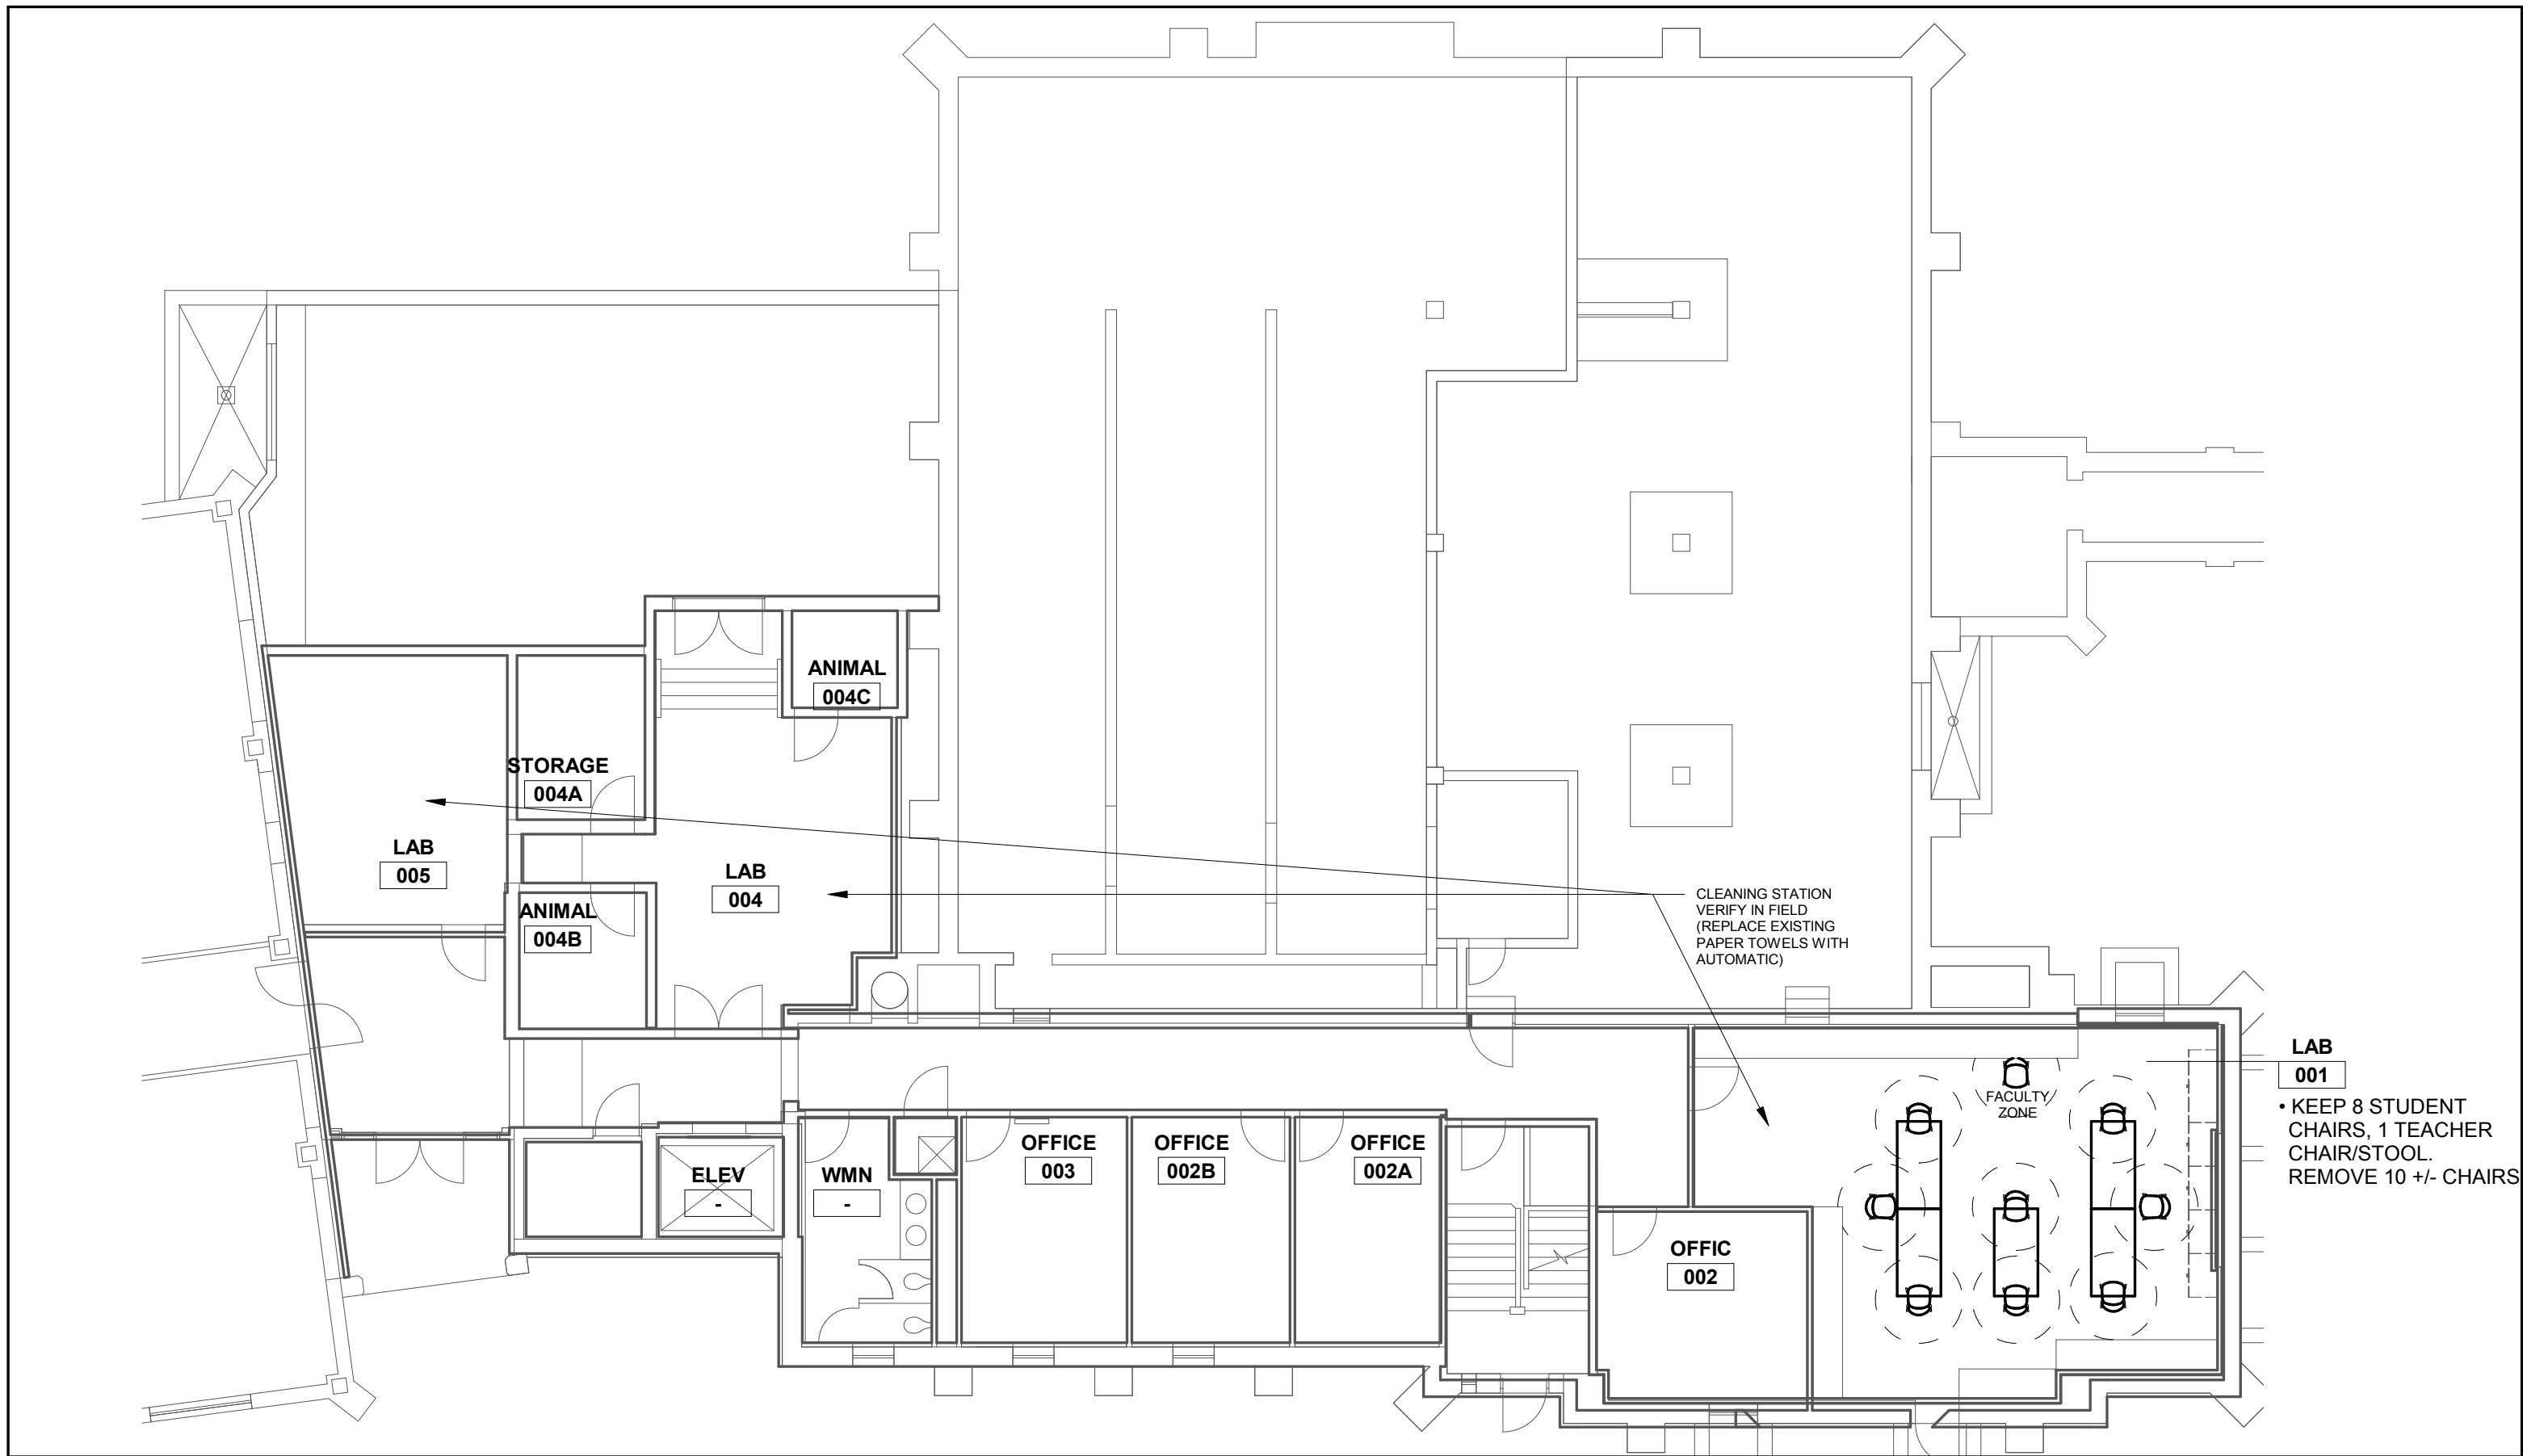 ANIMAL
004C
STORAGE
004A
LAB
005
LAB
004
ANIMAL
004B
CLEANING STATION
VERIFY IN FIELD
(REPLACE EXISTING
PAPER TOWELS WITH
AUTOMATIC)
LAB
001
• KEEP 8 STUDENT
CHAIRS, 1 TEACHER
CHAIR/STOOL.
REMOVE 10 +/- CHAIRS
FACULTY
ZONE
ELEV
-
WMN
-
OFFICE
003
OFFICE
002B
OFFICE
002A
OFFIC
002